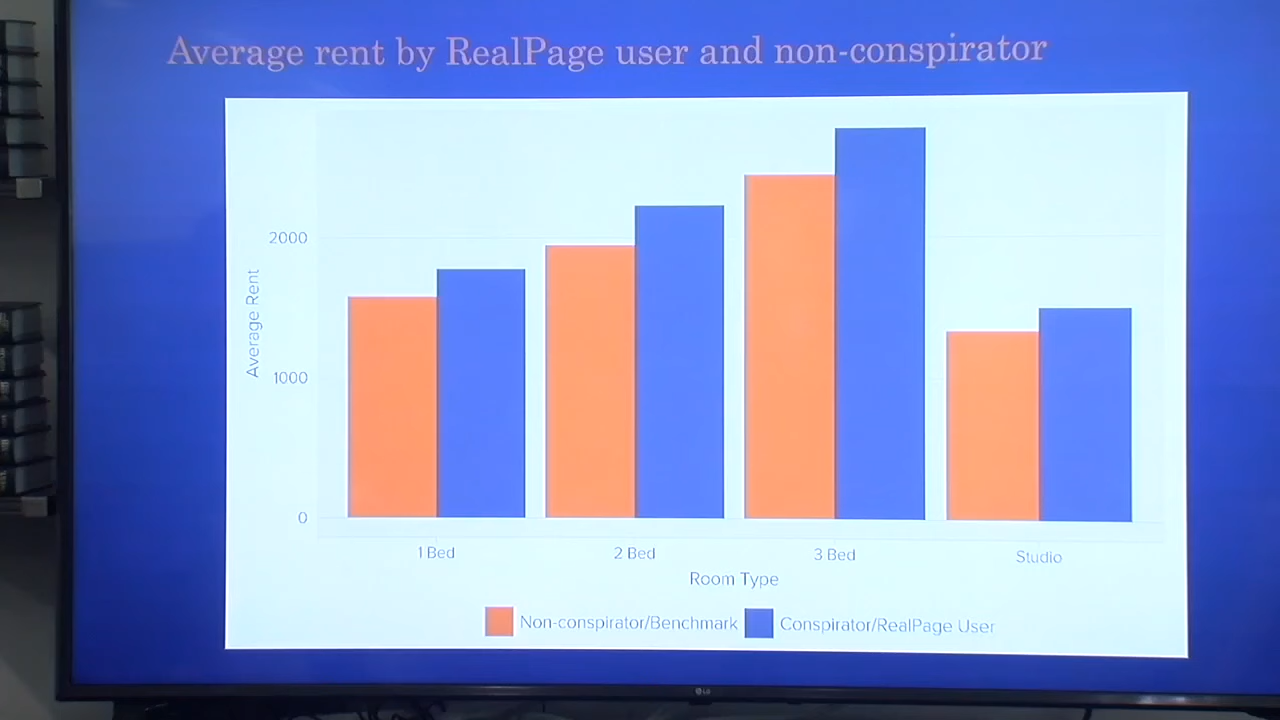 Average rent by RealPage user and non-conspirator
2000
1000
0
Average Rent
1 Bed
2 Bed
3 Bed
Studio
Room Type
Non-conspirator/Benchmark
Conspirator/RealPage User
LG